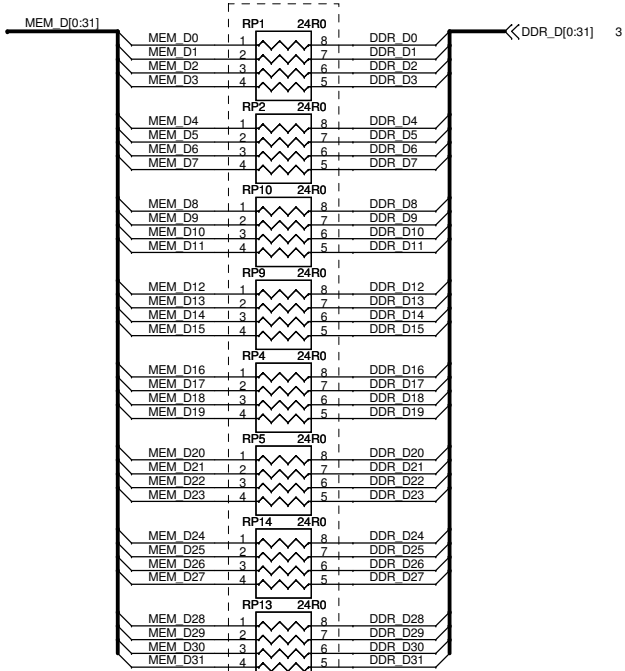 MEM_D[0:31]
DDR_D[0:31] 3
RP1 24R0
MEM_D0 1 8 DDR_D0
MEM_D1 2 7 DDR_D1
MEM_D2 3 6 DDR_D2
MEM_D3 4 5 DDR_D3
RP2 24R0
MEM_D4 1 8 DDR_D4
MEM_D5 2 7 DDR_D5
MEM_D6 3 6 DDR_D6
MEM_D7 4 5 DDR_D7
RP10 24R0
MEM_D8 1 8 DDR_D8
MEM_D9 2 7 DDR_D9
MEM_D10 3 6 DDR_D10
MEM_D11 4 5 DDR_D11
RP9 24R0
MEM_D12 1 8 DDR_D12
MEM_D13 2 7 DDR_D13
MEM_D14 3 6 DDR_D14
MEM_D15 4 5 DDR_D15
RP4 24R0
MEM_D16 1 8 DDR_D16
MEM_D17 2 7 DDR_D17
MEM_D18 3 6 DDR_D18
MEM_D19 4 5 DDR_D19
RP5 24R0
MEM_D20 1 8 DDR_D20
MEM_D21 2 7 DDR_D21
MEM_D22 3 6 DDR_D22
MEM_D23 4 5 DDR_D23
RP14 24R0
MEM_D24 1 8 DDR_D24
MEM_D25 2 7 DDR_D25
MEM_D26 3 6 DDR_D26
MEM_D27 4 5 DDR_D27
RP13 24R0
MEM_D28 1 8 DDR_D28
MEM_D29 2 7 DDR_D29
MEM_D30 3 6 DDR_D30
MEM_D31 4 5 DDR_D31